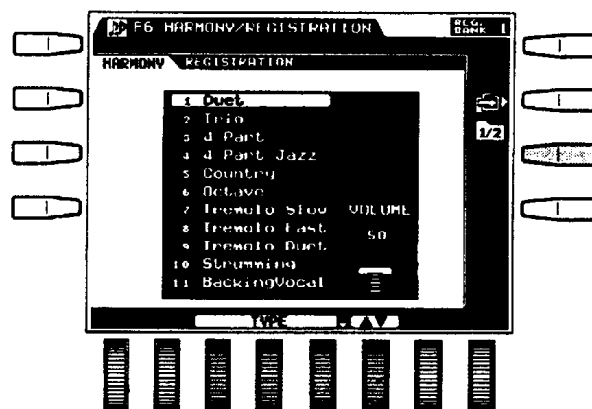 F6 HARMONY/REGISTRATION
REG.
BANK 1
HARMONY REGISTRATION
1 Duet
2 Trio
3 4 Part
4 4 Part Jazz
5 Country
6 Octave
7 Tremolo Slow
8 Tremolo Fast
9 Tremolo Duet
10 Strumming
11 BackingVocal
VOLUME
50
1/2
TYPE
▲▼